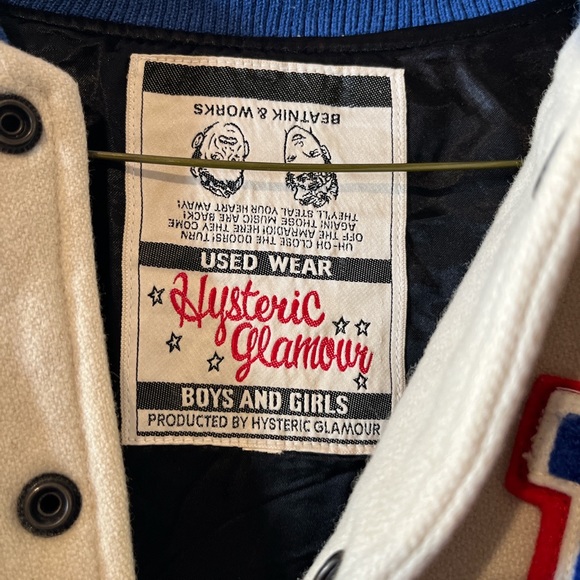 BEATNIK & WORKS
UH-OH CLOSE THE DOORS! TURN
OFF THE AMRADIO! HERE THEY COME
AGAIN! THOSE MUSIC ARE BACK!
THEY'LL STEAL YOUR HEART AWAY!
USED WEAR
Hysteric
Glamour
BOYS AND GIRLS
PRODUCED BY HYSTERIC GLAMOUR